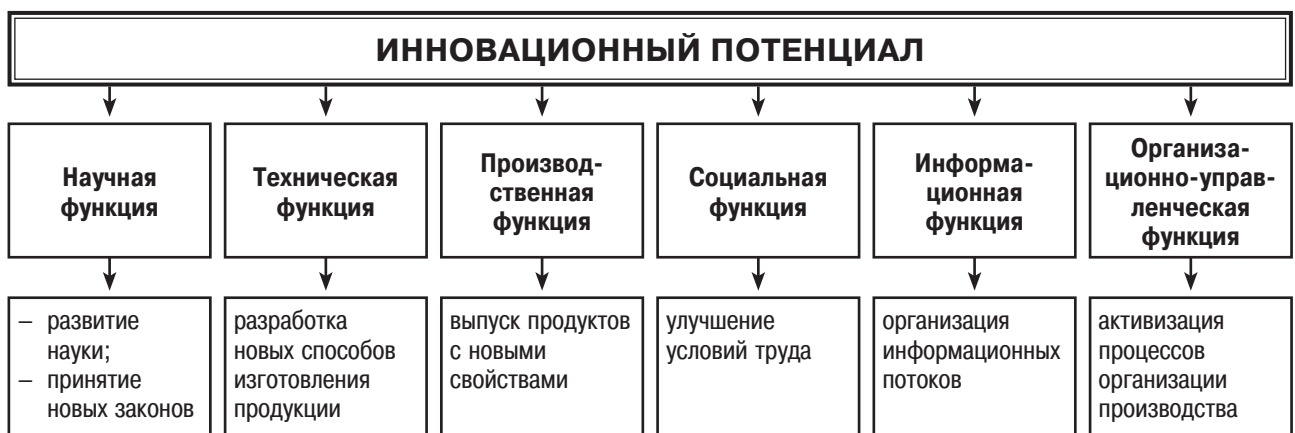 ИННОВАЦИОННЫЙ ПОТЕНЦИАЛ
Научная
функция
Техническая
функция
Производ-
ственная
функция
Социальная
функция
Информа-
ционная
функция
Организа-
ционно-управ-
ленческая
функция
– развитие
науки;
– принятие
новых законов
разработка
новых способов
изготовления
продукции
выпуск продуктов
с новыми
свойствами
улучшение
условий труда
организация
информационных
потоков
активизация
процессов
организации
производства